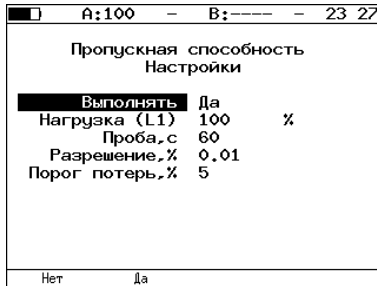 A:100 – B:---- – 23 27
Пропускная способность
Настройки
Выполнять Да
Нагрузка (L1) 100 %
Проба,с 60
Разрешение,% 0.01
Порог потерь,% 5
Нет Да